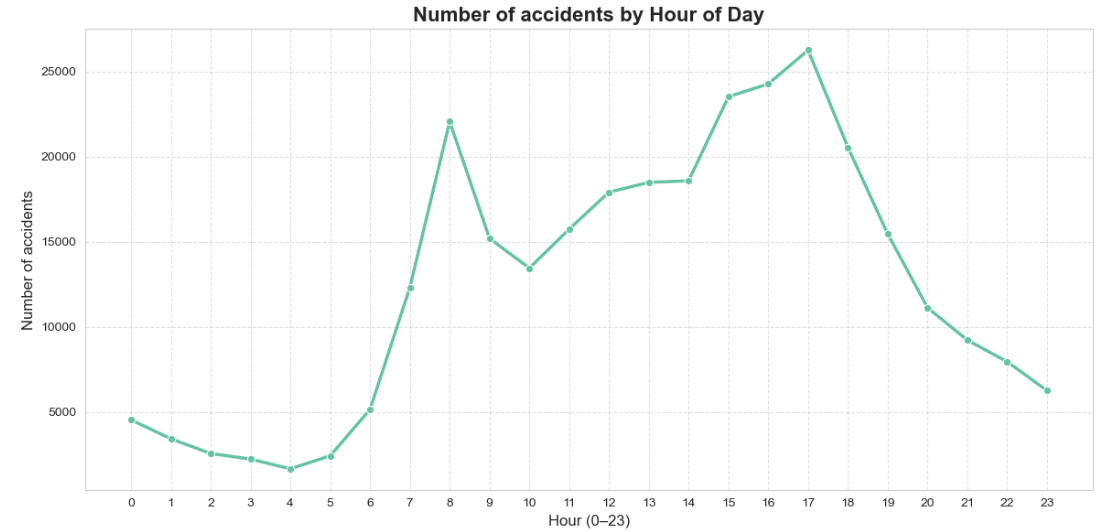 Number of accidents by Hour of Day
Number of accidents
25000
20000
15000
10000
5000
0 1 2 3 4 5 6 7 8 9 10 11 12 13 14 15 16 17 18 19 20 21 22 23
Hour (0–23)